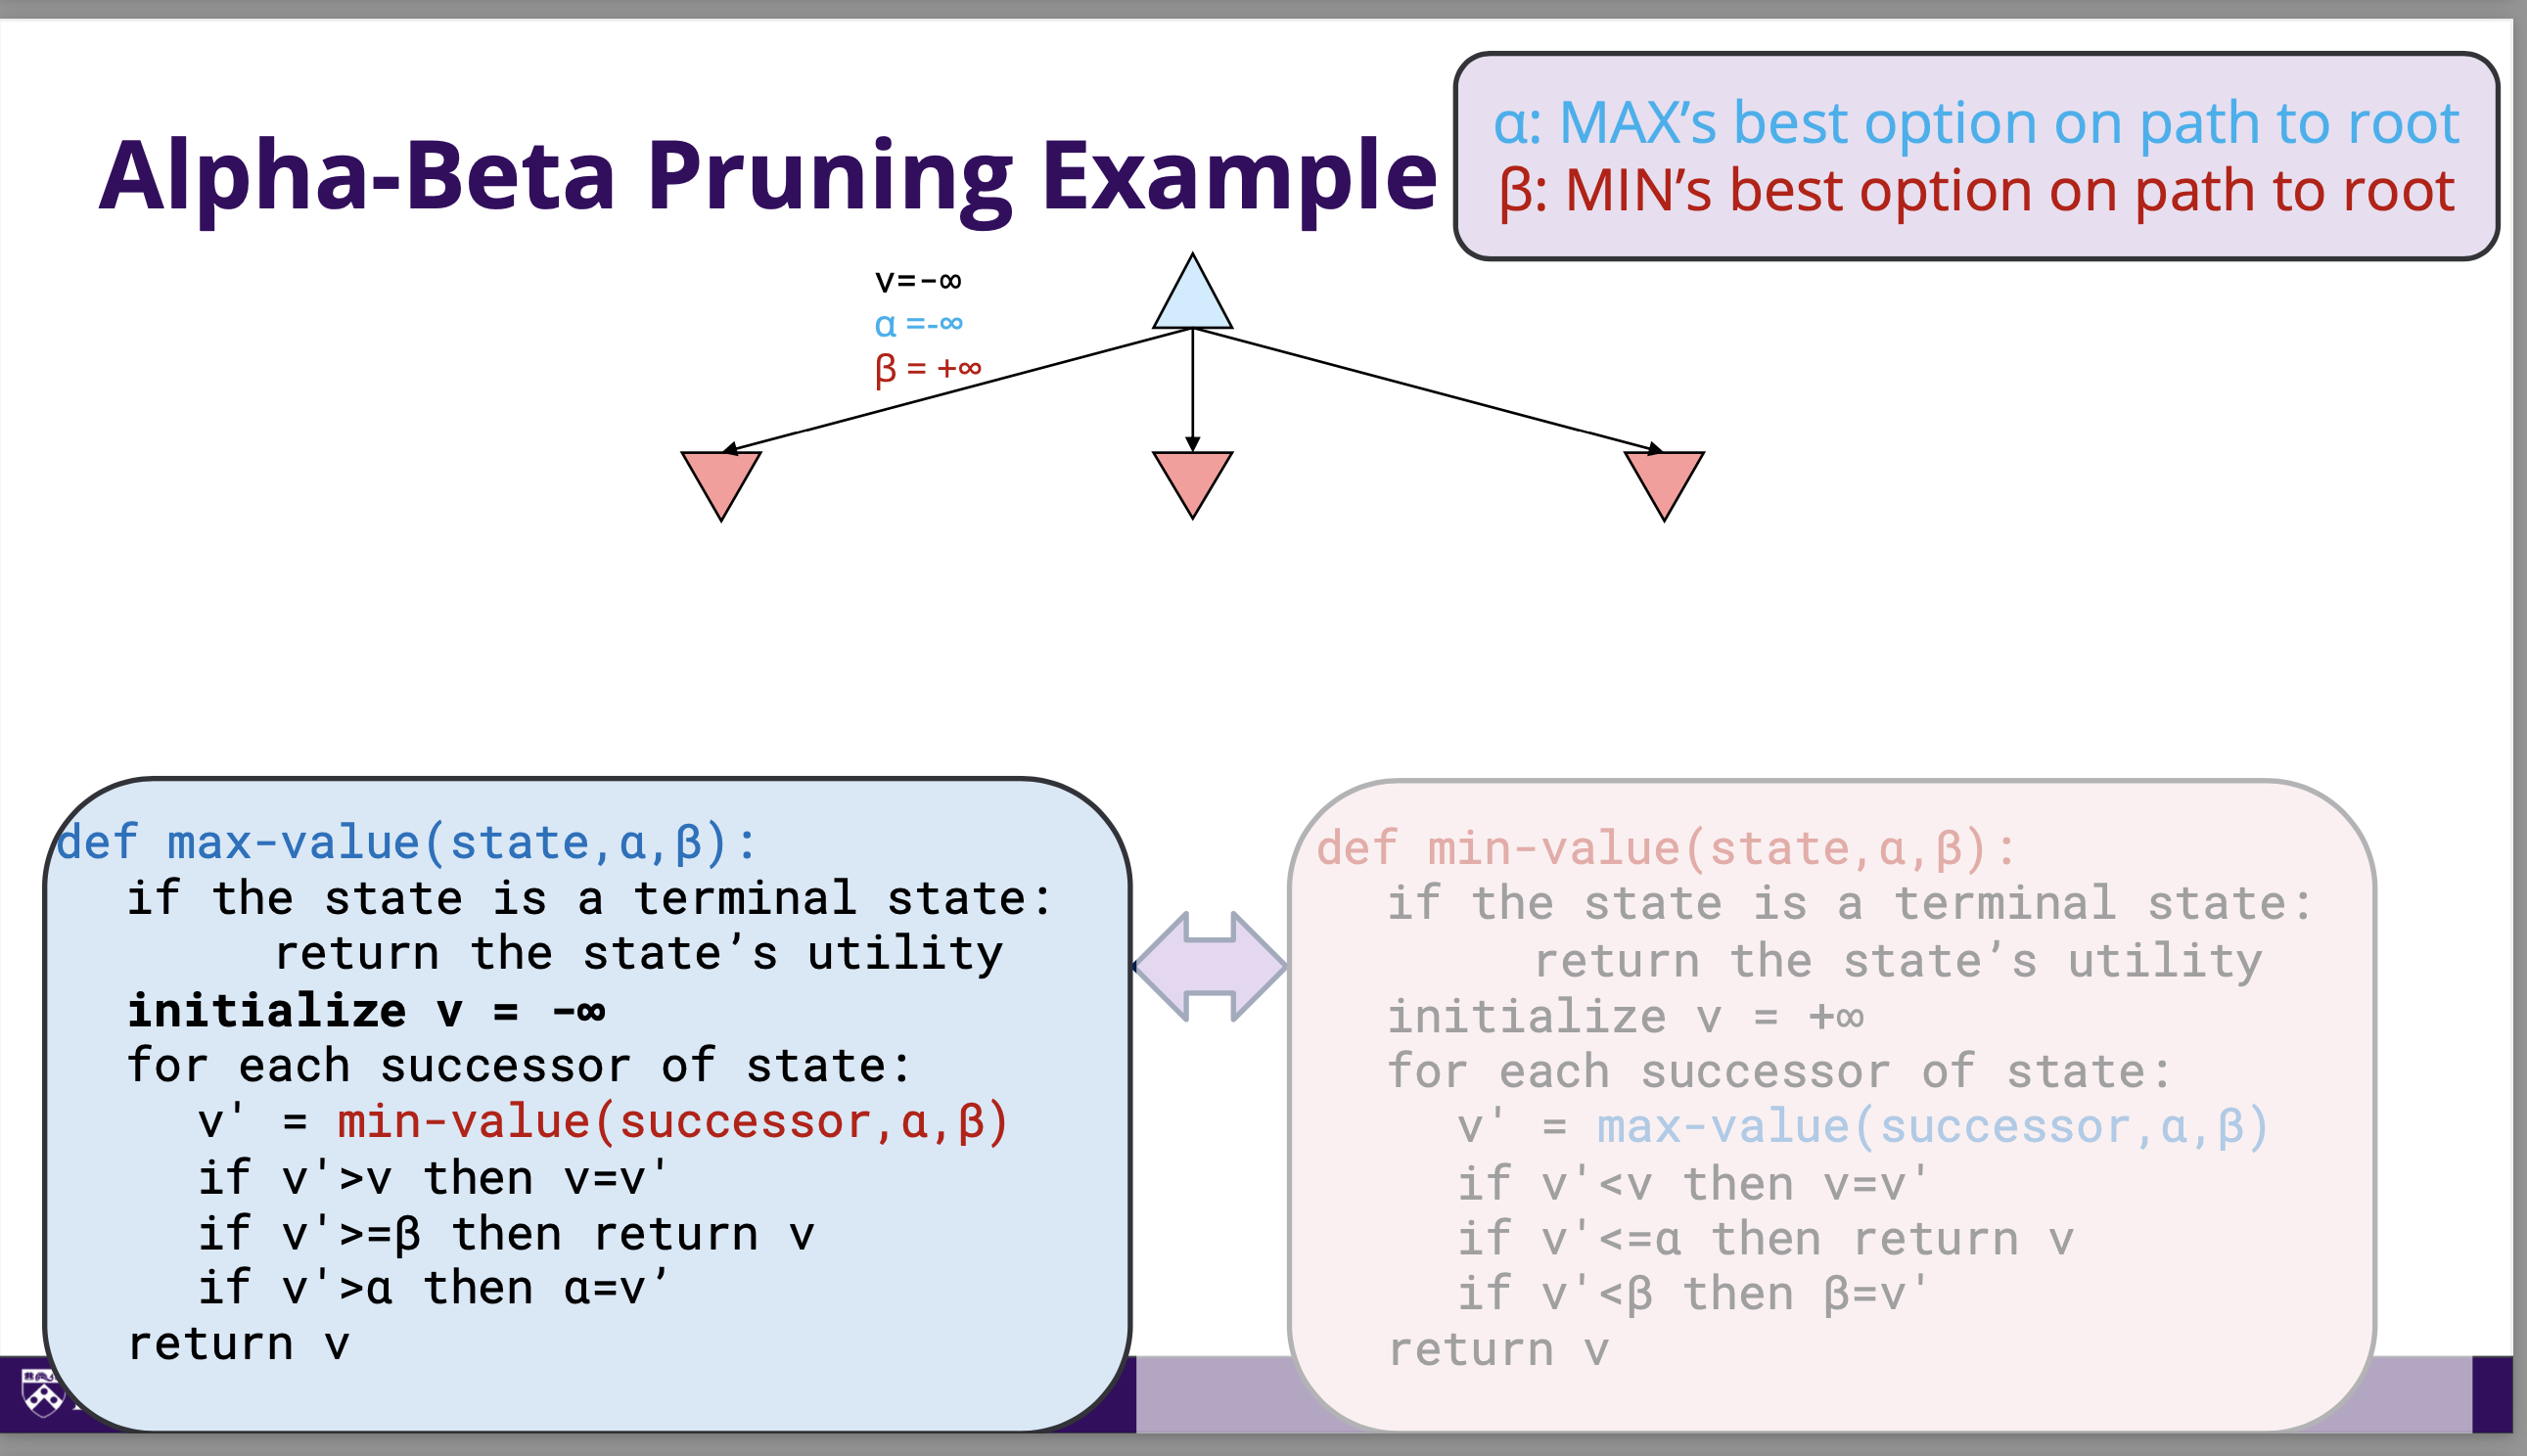 Alpha-Beta Pruning Example
α: MAX’s best option on path to root
β: MIN’s best option on path to root
v=-∞
α =-∞
β = +∞
def max-value(state,α,β):
if the state is a terminal state:
return the state’s utility
initialize v = -∞
for each successor of state:
v' = min-value(successor,α,β)
if v'>v then v=v'
if v'>=β then return v
if v'>α then α=v’
return v
def min-value(state,α,β):
if the state is a terminal state:
return the state’s utility
initialize v = +∞
for each successor of state:
v' = max-value(successor,α,β)
if v'<v then v=v'
if v'<=α then return v
if v'<β then β=v'
return v